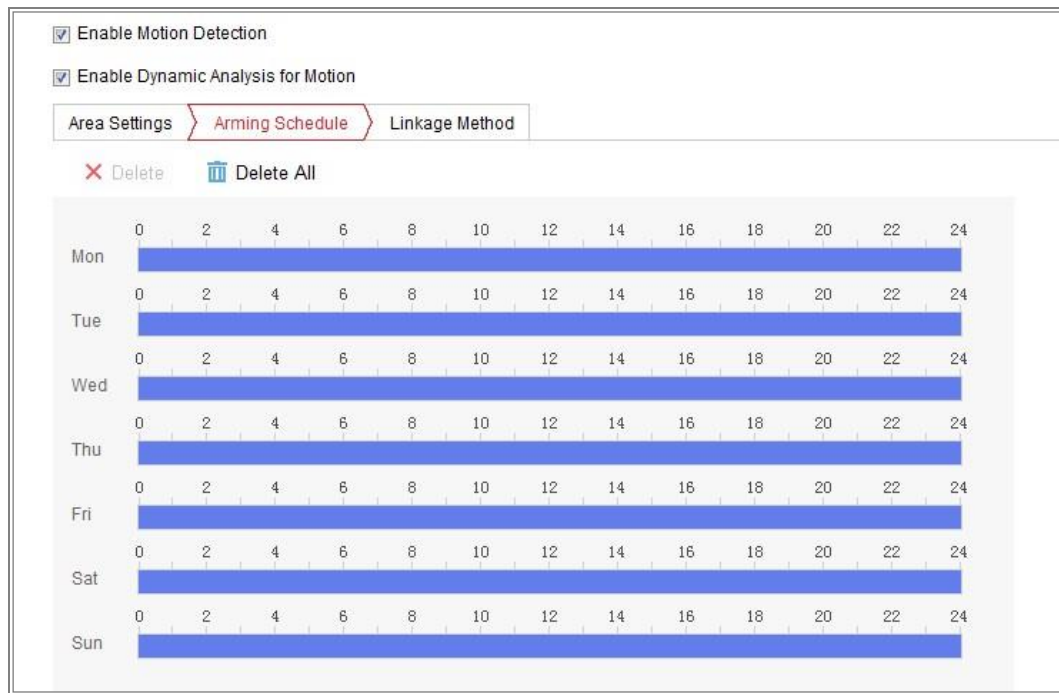 Enable Motion Detection
Enable Dynamic Analysis for Motion
Area Settings Arming Schedule Linkage Method
Delete Delete All
0 2 4 6 8 10 12 14 16 18 20 22 24
Mon
0 2 4 6 8 10 12 14 16 18 20 22 24
Tue
0 2 4 6 8 10 12 14 16 18 20 22 24
Wed
0 2 4 6 8 10 12 14 16 18 20 22 24
Thu
0 2 4 6 8 10 12 14 16 18 20 22 24
Fri
0 2 4 6 8 10 12 14 16 18 20 22 24
Sat
0 2 4 6 8 10 12 14 16 18 20 22 24
Sun